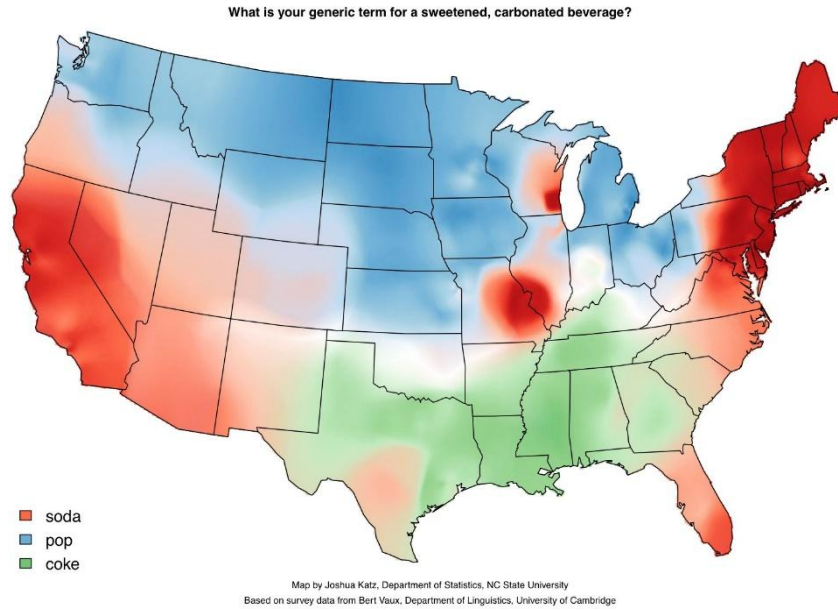 What is your generic term for a sweetened, carbonated beverage?
soda
pop
coke
Map by Joshua Katz, Department of Statistics, NC State University
Based on survey data from Bert Vaux, Department of Linguistics, University of Cambridge